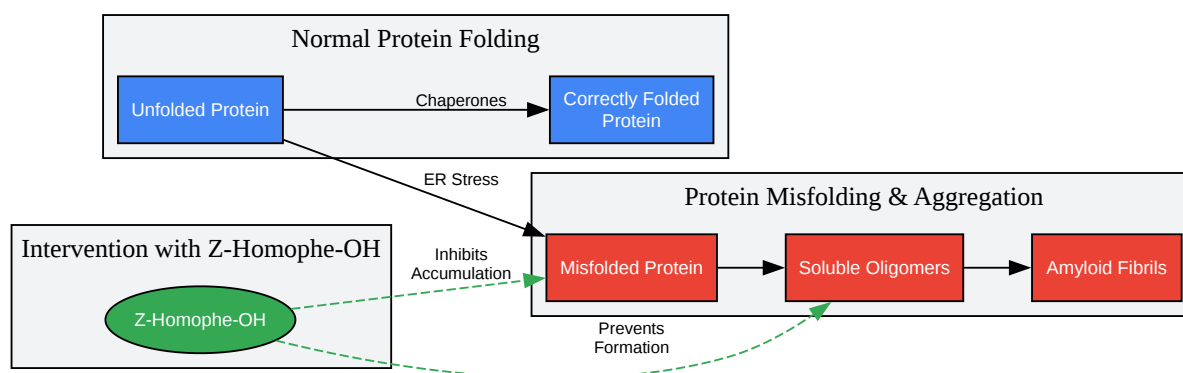 Normal Protein Folding
Unfolded Protein
Chaperones
Correctly Folded
Protein
ER Stress
Protein Misfolding & Aggregation
Intervention with Z-Homophe-OH
Inhibits
Accumulation
Misfolded Protein
Soluble Oligomers
Amyloid Fibrils
Z-Homophe-OH
Prevents
Formation